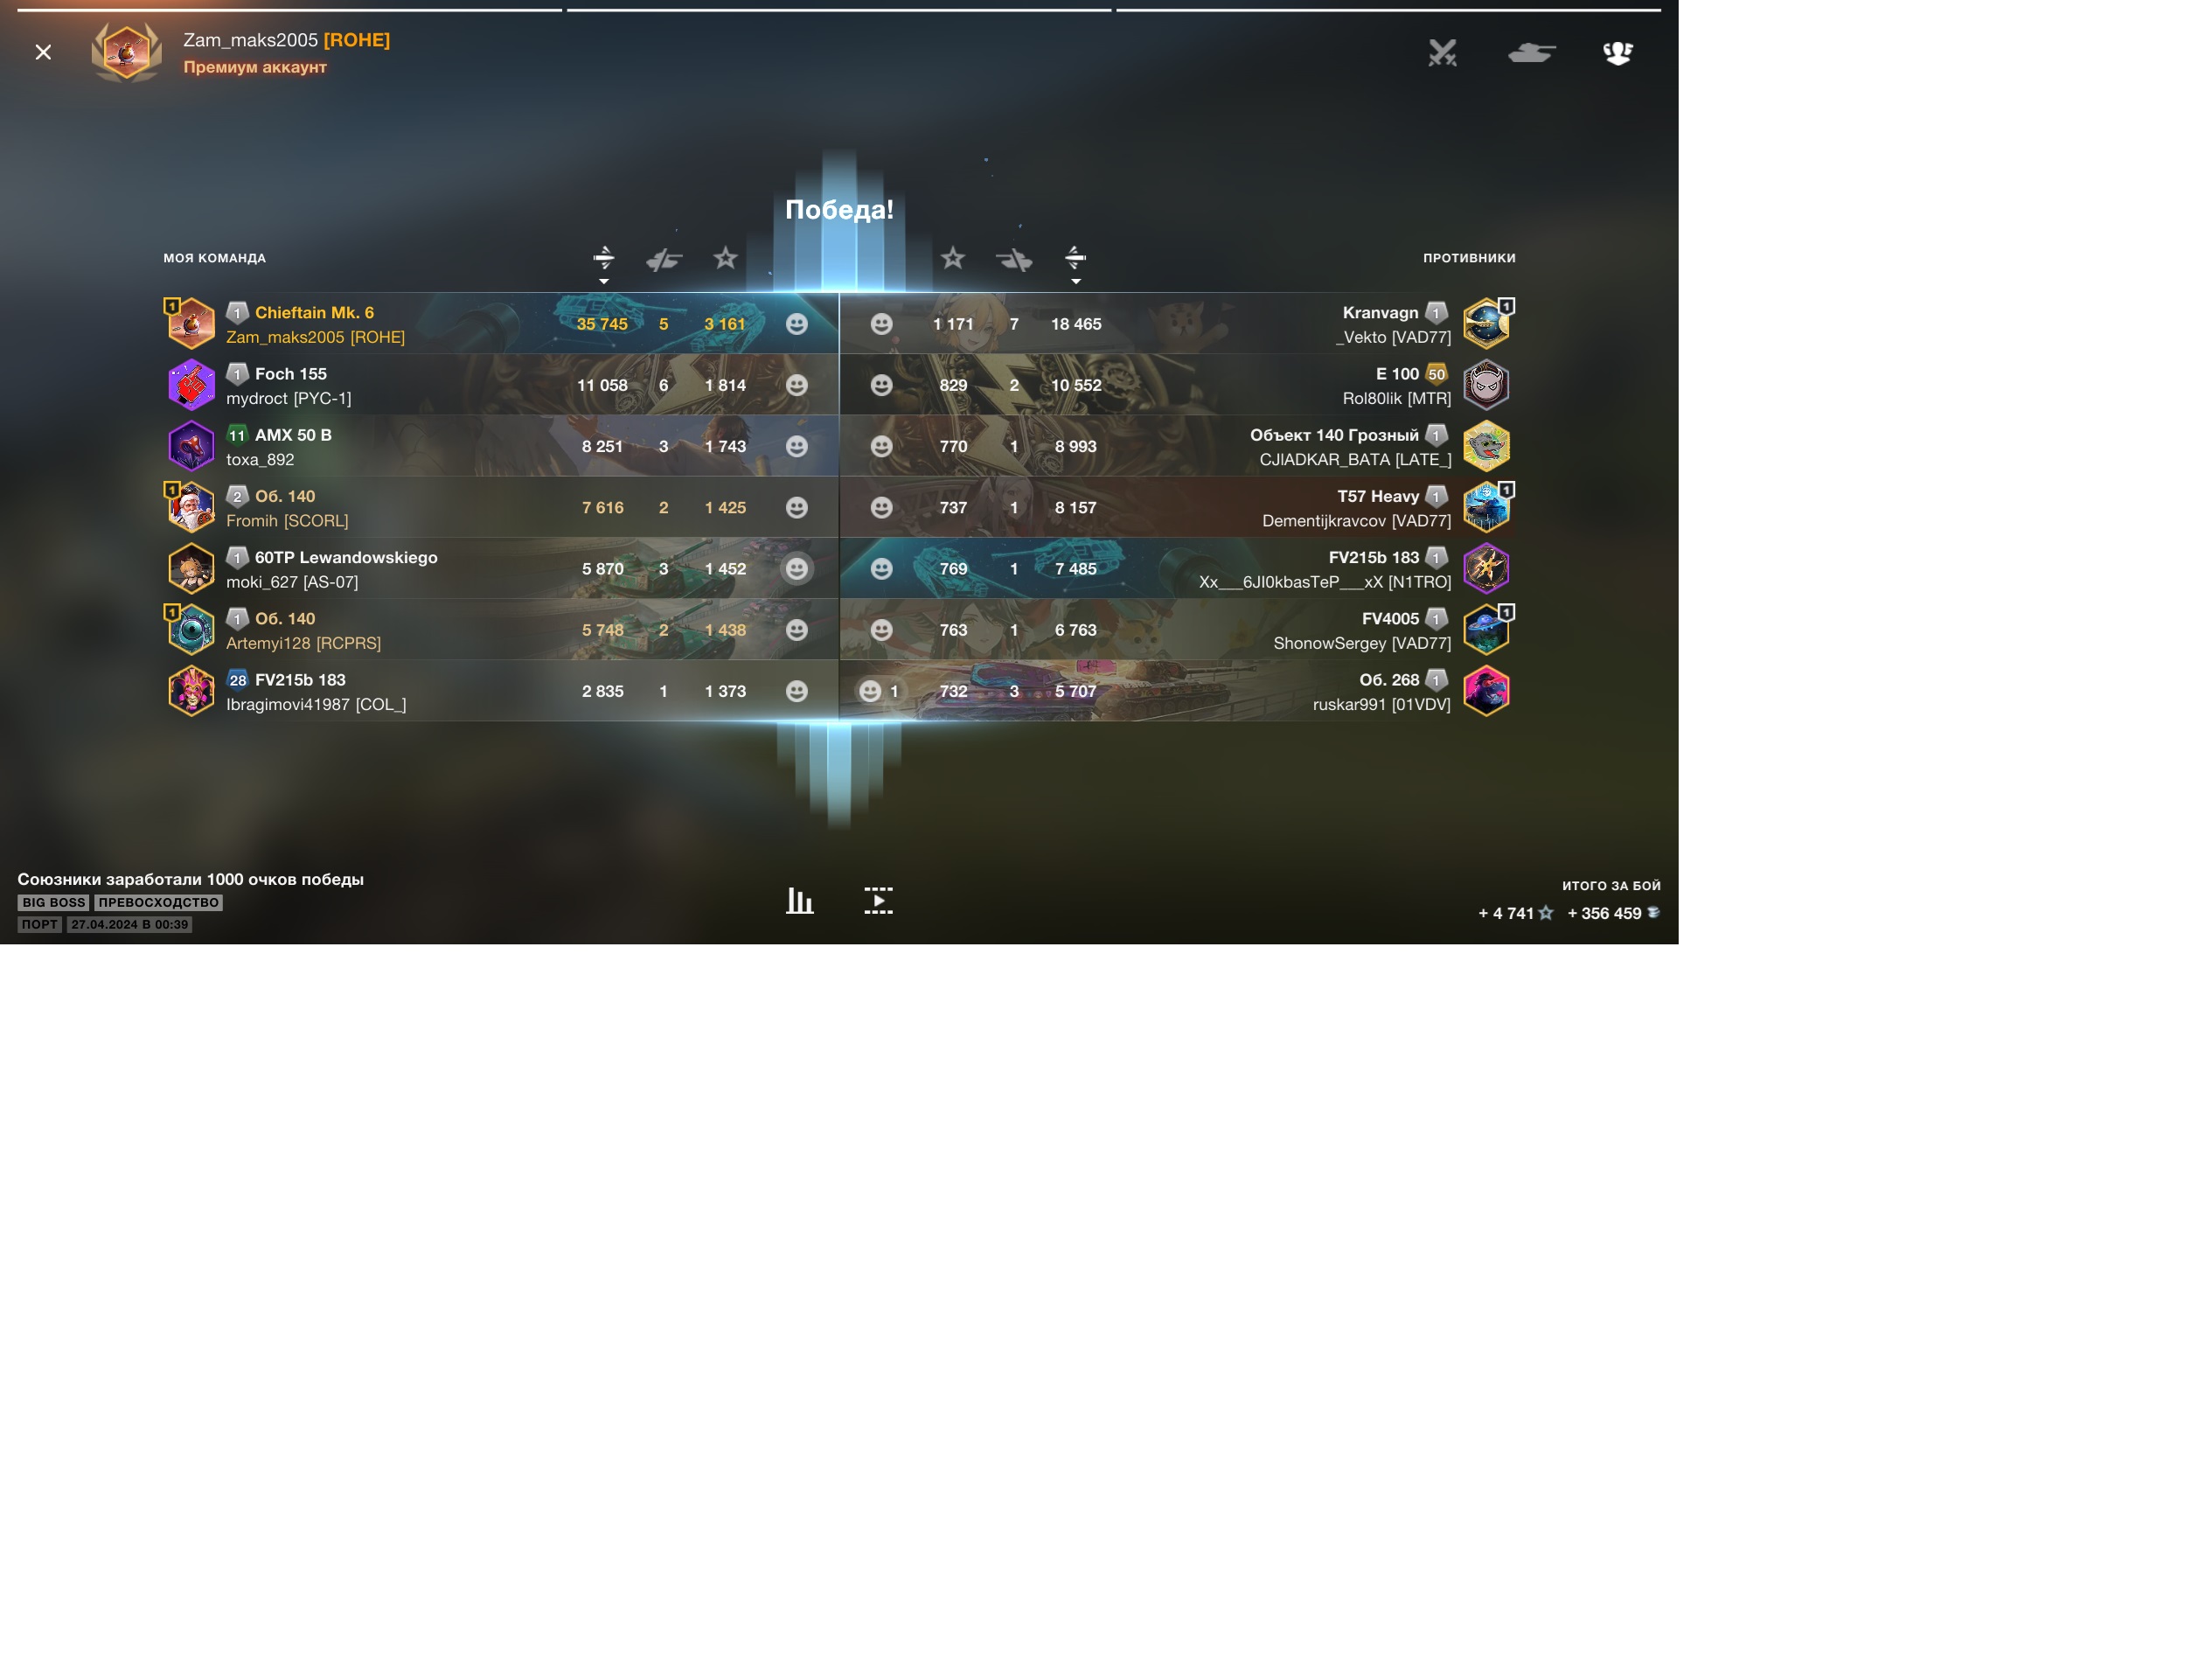 Zam_maks2005 [ROHE]
Премиум аккаунт
Победа!
МОЯ КОМАНДА
ПРОТИВНИКИ
1 1 Chieftain Mk. 6 35 745 5 3 161 1 171 7 18 465 Kranvagn 1 1
Zam_maks2005 [ROHE] _Vekto [VAD77]
1 Foch 155 11 058 6 1 814 829 2 10 552 E 100 50
mydroct [PYC-1] Rol80lik [MTR]
11 AMX 50 B 8 251 3 1 743 770 1 8 993 Объект 140 Грозный 1
toxa_892 CJIADKAR_BATA [LATE_]
1 2 Об. 140 7 616 2 1 425 737 1 8 157 T57 Heavy 1 1
Fromih [SCORL] Dementijkravcov [VAD77]
1 60TP Lewandowskiego 5 870 3 1 452 769 1 7 485 FV215b 183 1
moki_627 [AS-07] Xx___6JI0kbasTeP___xX [N1TRO]
1 1 Об. 140 5 748 2 1 438 763 1 6 763 FV4005 1 1
Artemyi128 [RCPRS] ShonowSergey [VAD77]
28 FV215b 183 2 835 1 1 373 1 732 3 5 707 Об. 268 1
Ibragimovi41987 [COL_] ruskar991 [01VDV]
Союзники заработали 1000 очков победы
BIG BOSS ПРЕВОСХОДСТВО
ПОРТ 27.04.2024 В 00:39
ИТОГО ЗА БОЙ
+ 4 741 + 356 459